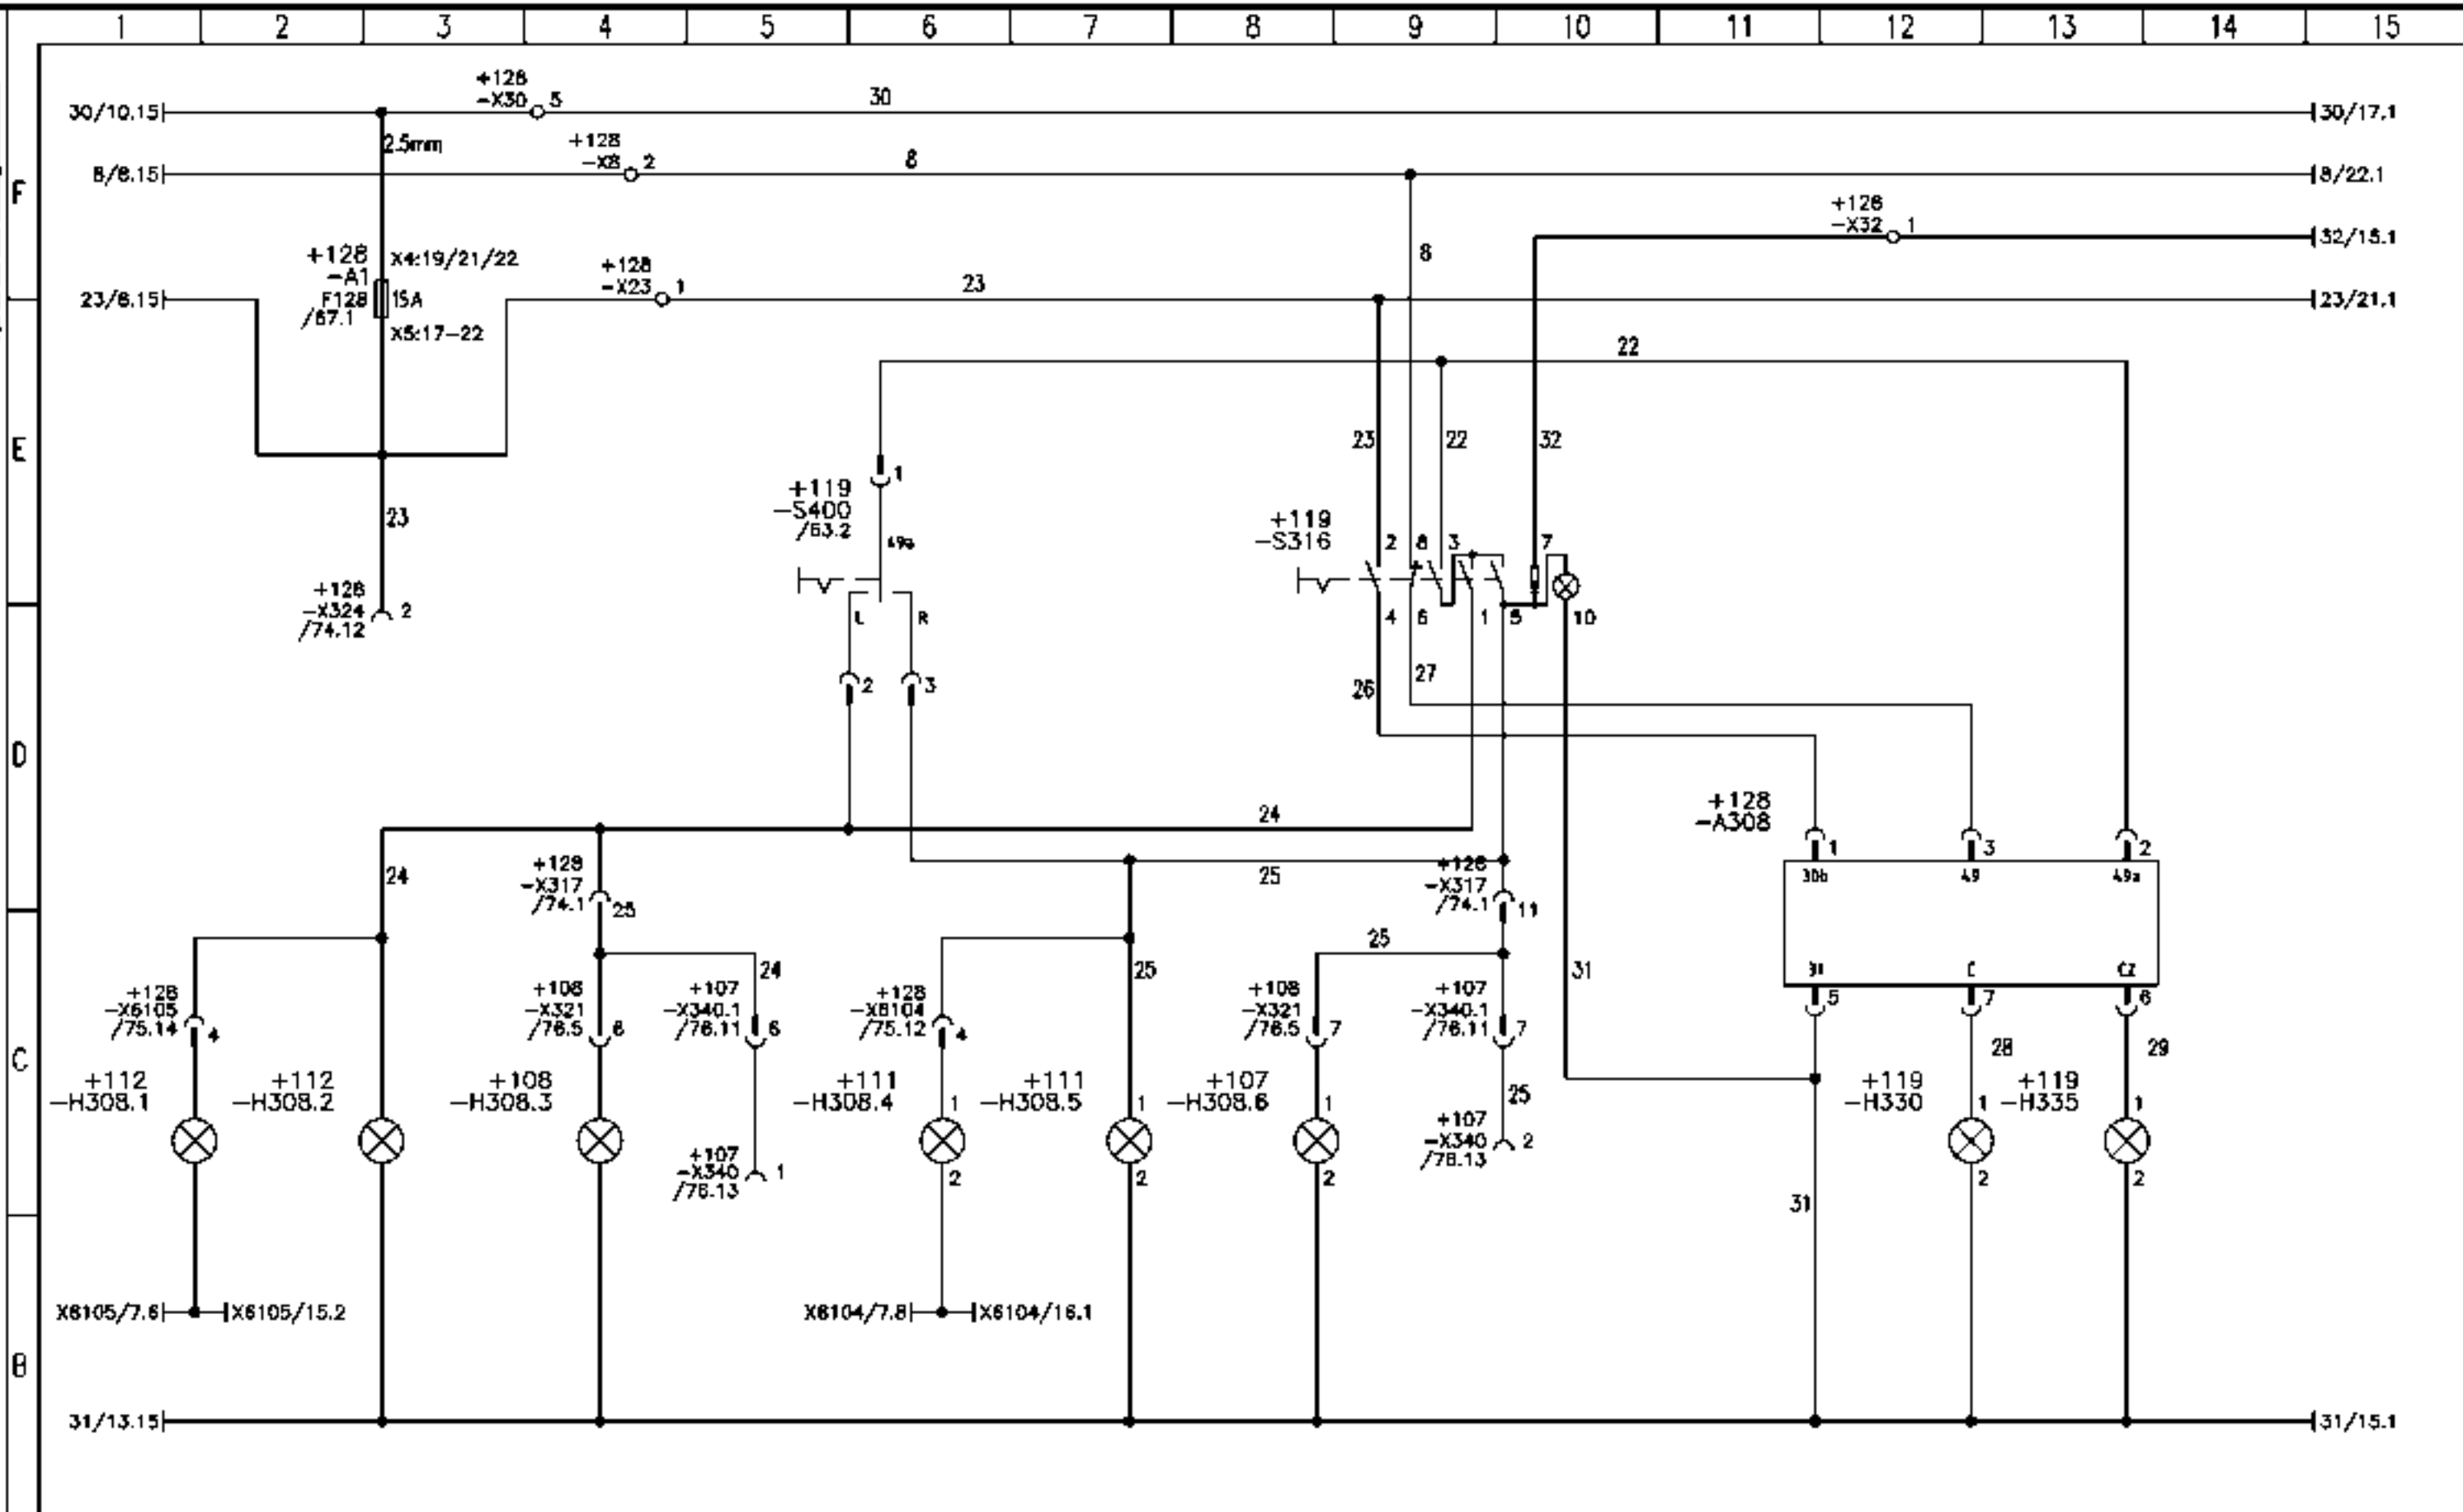 1 2 3 4 5 6 7 8 9 10 11 12 13 14 15
+128
-X30 5
30
30/10.15
30/17.1
2.5mm
+128
-X8 2
8
F
8/8.15
8/22.1
+128
-X32 1
32/15.1
8
+128
-A1
F128
/67.1
X4:19/21/22
15A
X5:17-22
+128
-X23 1
23
23/8.15
23/21.1
22
E
23
22
32
+119
-S400
/63.2
1
49a
23
+119
-S316
2 8 3 7
+128
-X324
/74.12
2
L R
4 6 1 5 10
2 3
26
27
D
24
+128
-A308
1 3 2
30b 49 49a
24
+128
-X317
/74.1
25
25
+128
-X317
/74.1
11
24
25
25
31
31 C C2
5 7 6
+128
-X6105
/75.14
4
+108
-X321
/76.5
6
+107
-X340.1
/76.11
6
+128
-X6104
/75.12
4
+108
-X321
/76.5
7
+107
-X340.1
/76.11
7
28
29
C
+112
-H308.1
+112
-H308.2
+108
-H308.3
+111
-H308.4
1
2
+111
-H308.5
1
2
+107
-H308.6
1
2
25
+119
-H330
1
2
+119
-H335
1
2
+107
-X340
/76.13
1
+107
-X340
/76.13
2
31
X6105/7.6
X6105/15.2
X6104/7.8
X6104/16.1
B
31/13.15
31/15.1